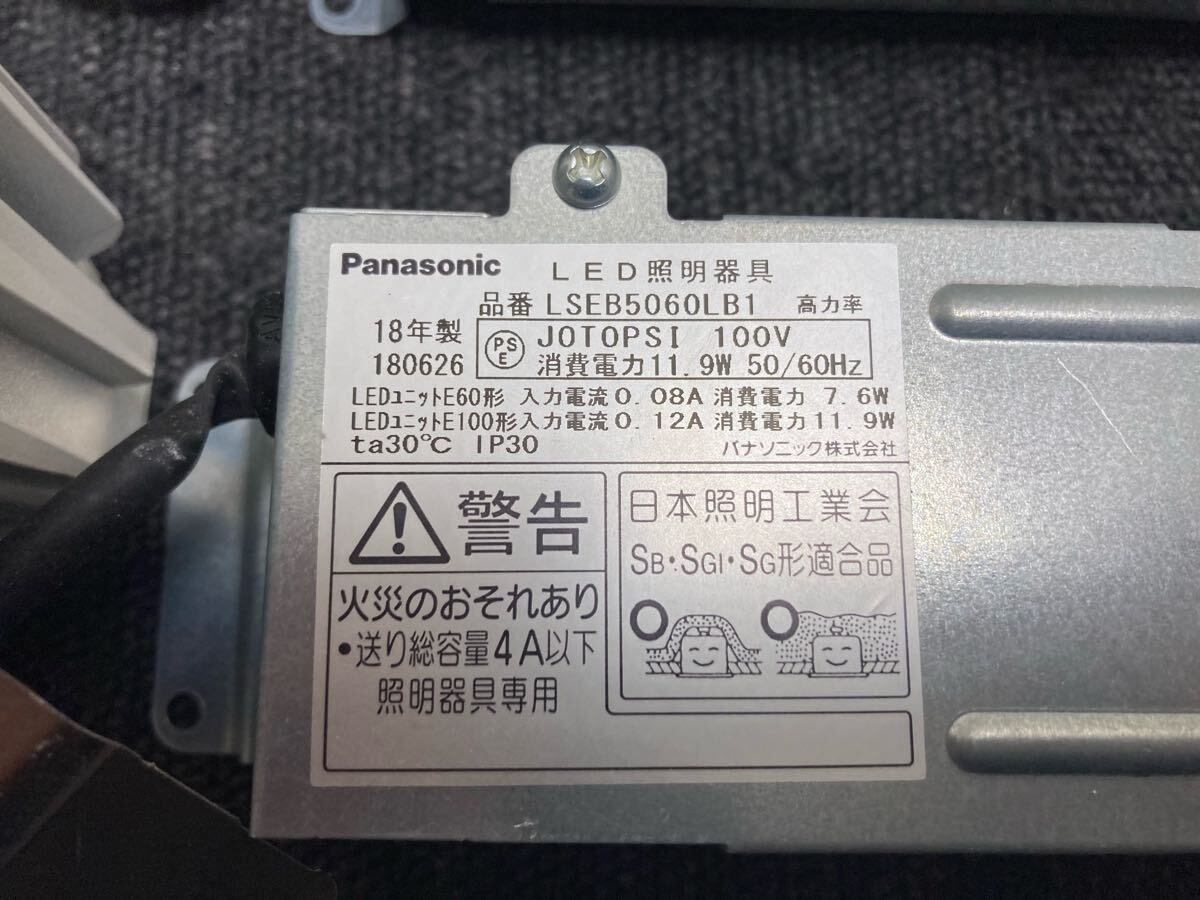 Panasonic LED照明器具
品番 LSEB5060LB1 高力率
18年製 PSE JOTOPSI 100V
180626 消費電力11.9W 50/60Hz
LEDユニットE60形 入力電流0.08A 消費電力 7.6W
LEDユニットE100形入力電流0.12A 消費電力11.9W
ta30℃ IP30 パナソニック株式会社
警告
火災のおそれあり
•送り総容量4A以下
照明器具専用
日本照明工業会
SB・SGI・SG形適合品